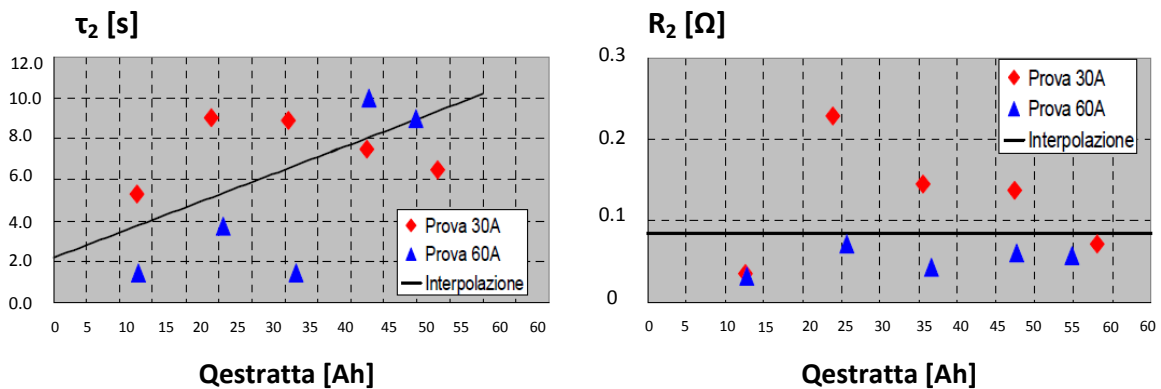 τ₂ [s]
12.0
10.0
8.0
6.0
4.0
2.0
0.0
Prova 30A
Prova 60A
Interpolazione
0 5 10 15 20 25 30 35 40 45 50 55 60 60
Qestratta [Ah]
R₂ [Ω]
0.3
0.2
0.1
0
Prova 30A
Prova 60A
Interpolazione
0 5 10 15 20 25 30 35 40 45 50 55 60
Qestratta [Ah]